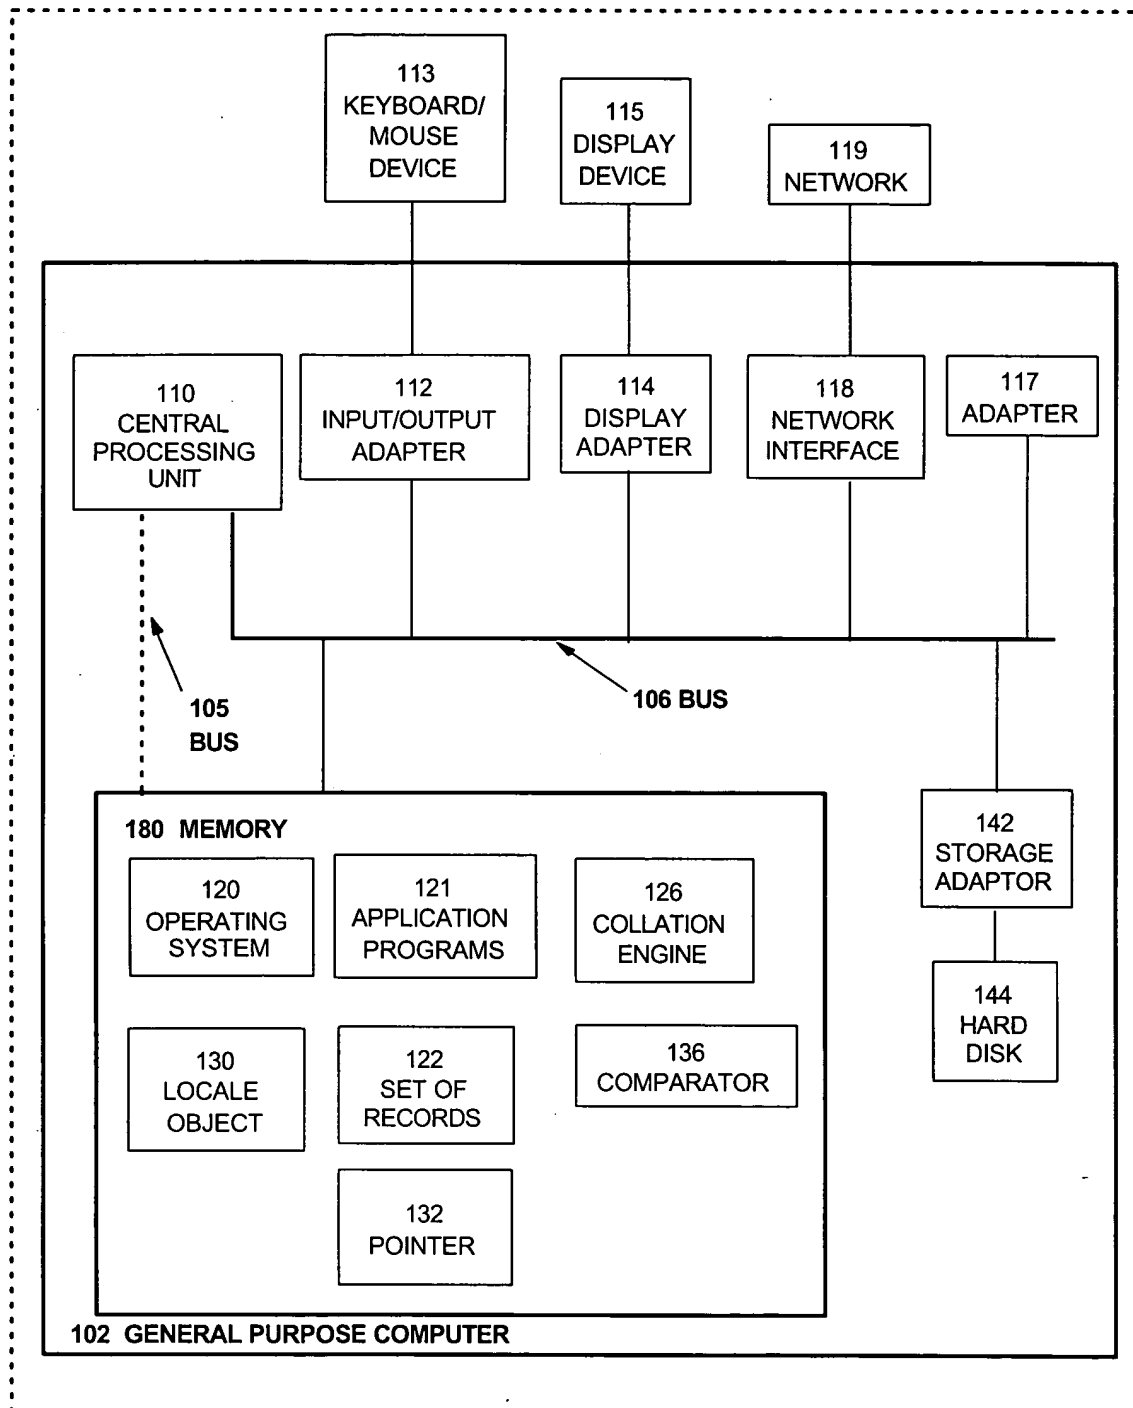 113
KEYBOARD/
MOUSE
DEVICE
115
DISPLAY
DEVICE
119
NETWORK
110
CENTRAL
PROCESSING
UNIT
112
INPUT/OUTPUT
ADAPTER
114
DISPLAY
ADAPTER
118
NETWORK
INTERFACE
117
ADAPTER
105
BUS
106 BUS
180 MEMORY
120
OPERATING
SYSTEM
121
APPLICATION
PROGRAMS
126
COLLATION
ENGINE
130
LOCALE
OBJECT
122
SET OF
RECORDS
136
COMPARATOR
132
POINTER
142
STORAGE
ADAPTOR
144
HARD
DISK
102 GENERAL PURPOSE COMPUTER